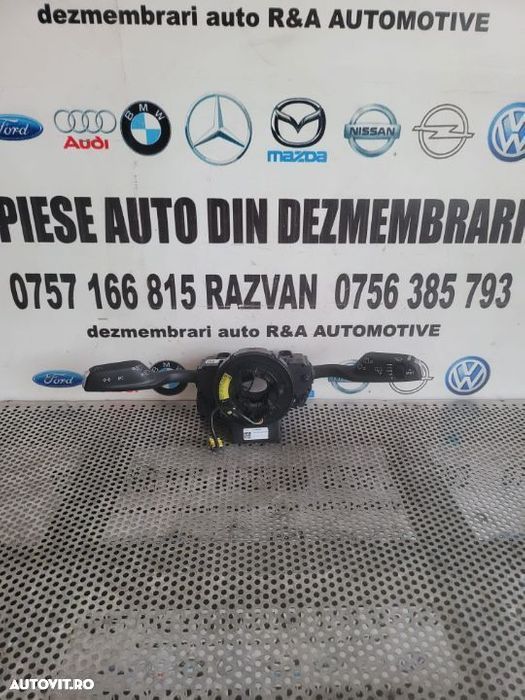 dezmembrari auto R&A AUTOMOTIVE
Ford Audi BMW mazda NISSAN
PIESE AUTO DIN DEZMEMBRARI
0757 166 815 RAZVAN 0756 385 793
dezmembrari auto R&A AUTOMOTIVE
Ford
AUTOVIT.RO